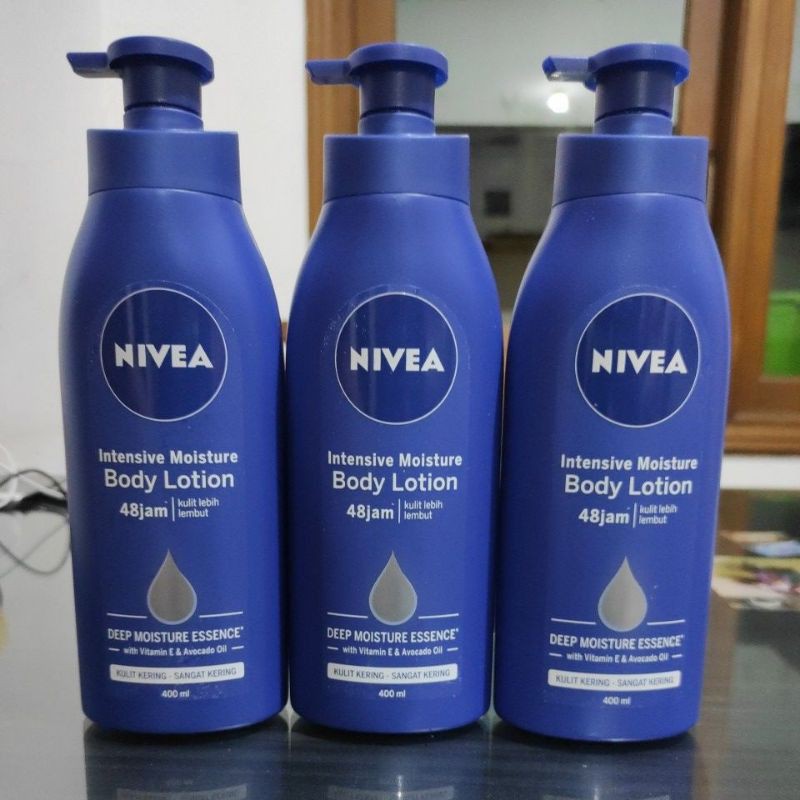 NIVEA
Intensive Moisture
Body Lotion
48jam
kulit lebih
lembut
DEEP MOISTURE ESSENCE*
with Vitamin E & Avocado Oil
KULIT KERING - SANGAT KERING
400 ml
NIVEA
Intensive Moisture
Body Lotion
48jam
kulit lebih
lembut
DEEP MOISTURE ESSENCE*
with Vitamin E & Avocado Oil
KULIT KERING - SANGAT KERING
400 ml
NIVEA
Intensive Moisture
Body Lotion
48jam
kulit lebih
lembut
DEEP MOISTURE ESSENCE*
with Vitamin E & Avocado Oil
KULIT KERING - SANGAT KERING
400 ml